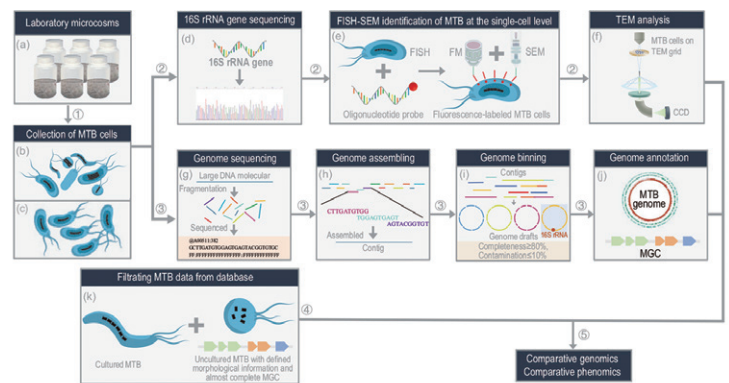 Laboratory microcosms
(a)
①
Collection of MTB cells
(b)
(c)
②
16S rRNA gene sequencing
(d)
16S rRNA gene
②
FISH-SEM identification of MTB at the single-cell level
(e)
FISH
FM
SEM
Oligonucleotide probe
Fluorescence-labeled MTB cells
②
TEM analysis
(f)
MTB cells on
TEM grid
CCD
③
Genome sequencing
(g)
Large DNA molecular
Fragmentation
Sequenced
GCTTGATGTGGAGTGAGTACGGTGTGC
③
Genome assembling
(h)
CTTGATGTGG
TGGAGTGAGT
AGTACGGTGT
Assembled
Contig
③
Genome binning
(i)
Contigs
Genome drafts
16S rRNA
Completeness≥90%,
Contamination≤10%
③
Genome annotation
(j)
MTB
genome
MGC
Filtrating MTB data from database
(k)
Cultured MTB
Uncultured MTB with defined
morphological information and
almost complete MGC
④
⑤
Comparative genomics
Comparative phenomics